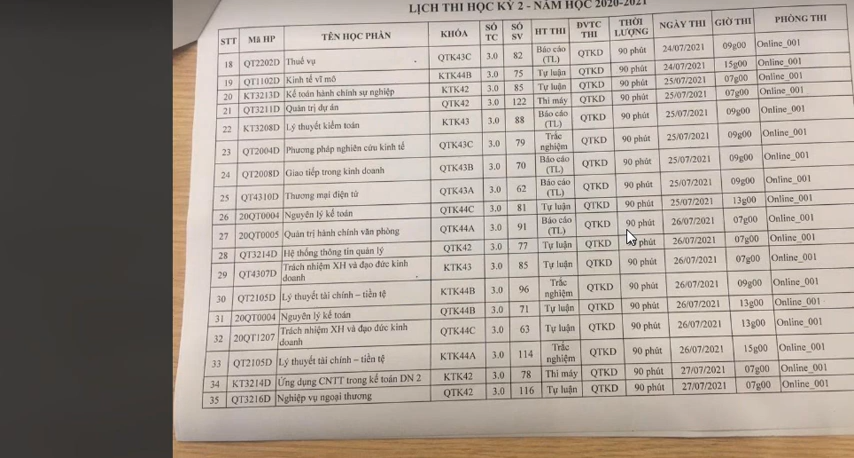 LỊCH THI HỌC KỲ 2 - NĂM HỌC 2020-2021
STT Mã HP TÊN HỌC PHẦN KHÓA SỐ TC SỐ SV HT THI ĐVTC THI THỜI LƯỢNG NGÀY THI GIỜ THI PHÒNG THI
18 QT2202D Thuế vụ QTK43C 3.0 82 Báo cáo (TL) QTKD 90 phút 24/07/2021 09g00 Online_001
19 QT1102D Kinh tế vĩ mô KTK44B 3.0 75 Tự luận QTKD 90 phút 24/07/2021 15g00 Online_001
20 KT3213D Kế toán hành chính sự nghiệp KTK42 3.0 85 Tự luận QTKD 90 phút 25/07/2021 07g00 Online_001
21 QT3211D Quản trị dự án QTK42 3.0 122 Thi máy QTKD 90 phút 25/07/2021 07g00 Online_001
22 KT3208D Lý thuyết kiểm toán KTK43 3.0 88 Báo cáo (TL) QTKD 90 phút 25/07/2021 09g00 Online_001
23 QT2004D Phương pháp nghiên cứu kinh tế QTK43C 3.0 79 Trắc nghiệm QTKD 90 phút 25/07/2021 09g00 Online_001
24 QT2008D Giao tiếp trong kinh doanh QTK43B 3.0 70 Báo cáo (TL) QTKD 90 phút 25/07/2021 09g00 Online_001
25 QT4310D Thương mại điện tử QTK43A 3.0 62 Báo cáo (TL) QTKD 90 phút 25/07/2021 09g00 Online_001
26 20QT0004 Nguyên lý kế toán QTK44C 3.0 81 Tự luận QTKD 90 phút 25/07/2021 13g00 Online_001
27 20QT0005 Quản trị hành chính văn phòng QTK44A 3.0 91 Báo cáo (TL) QTKD 90 phút 26/07/2021 07g00 Online_001
28 QT3214D Hệ thống thông tin quản lý QTK42 3.0 77 Tự luận QTKD 90 phút 26/07/2021 07g00 Online_001
29 QT4307D Trách nhiệm XH và đạo đức kinh doanh KTK43 3.0 85 Tự luận QTKD 90 phút 26/07/2021 07g00 Online_001
30 QT2105D Lý thuyết tài chính – tiền tệ KTK44B 3.0 96 Trắc nghiệm QTKD 90 phút 26/07/2021 09g00 Online_001
31 20QT0004 Nguyên lý kế toán QTK44B 3.0 71 Tự luận QTKD 90 phút 26/07/2021 13g00 Online_001
32 20QT1207 Trách nhiệm XH và đạo đức kinh doanh QTK44C 3.0 63 Tự luận QTKD 90 phút 26/07/2021 13g00 Online_001
33 QT2105D Lý thuyết tài chính – tiền tệ KTK44A 3.0 114 Trắc nghiệm QTKD 90 phút 26/07/2021 15g00 Online_001
34 KT3214D Ứng dụng CNTT trong kế toán DN 2 KTK42 3.0 78 Thi máy QTKD 90 phút 27/07/2021 07g00 Online_001
35 QT3216D Nghiệp vụ ngoại thương QTK42 3.0 116 Tự luận QTKD 90 phút 27/07/2021 07g00 Online_001